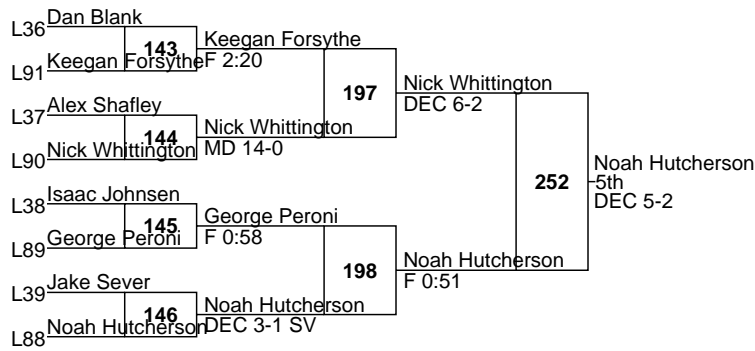 L36 Dan Blank
143
L91 Keegan Forsythe
Keegan Forsythe
F 2:20
L37 Alex Shafley
144
L90 Nick Whittington
Nick Whittington
MD 14-0
197
Nick Whittington
DEC 6-2
L38 Isaac Johnsen
145
L89 George Peroni
George Peroni
F 0:58
L39 Jake Sever
146
L88 Noah Hutcherson
Noah Hutcherson
DEC 3-1 SV
198
Noah Hutcherson
F 0:51
252
Noah Hutcherson
5th
DEC 5-2